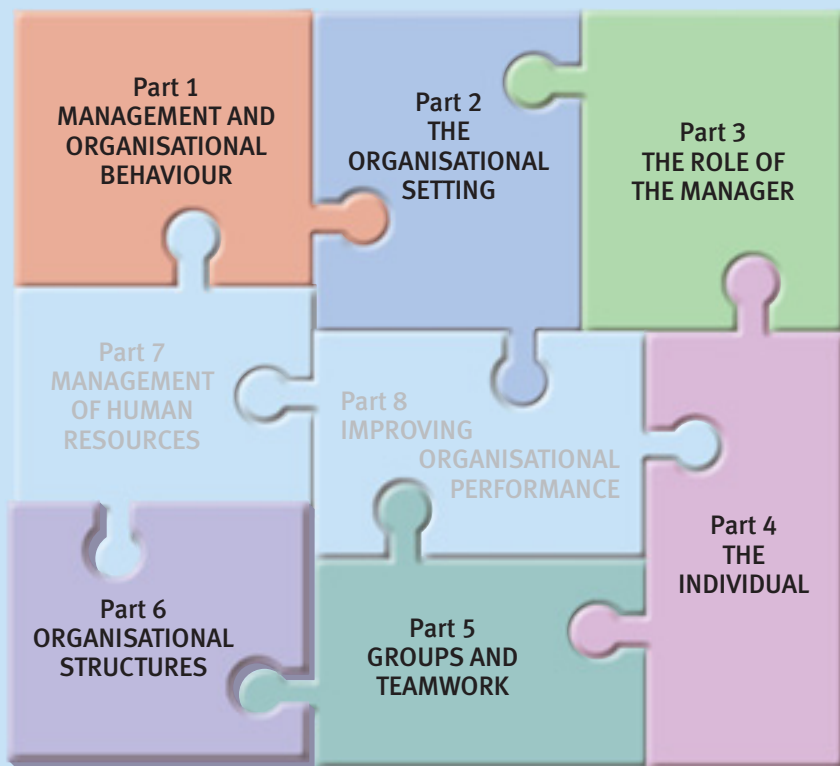 Part 1
MANAGEMENT AND
ORGANISATIONAL
BEHAVIOUR
Part 2
THE
ORGANISATIONAL
SETTING
Part 3
THE ROLE OF
THE MANAGER
Part 7
MANAGEMENT
OF HUMAN
RESOURCES
Part 8
IMPROVING
ORGANISATIONAL
PERFORMANCE
Part 4
THE
INDIVIDUAL
Part 6
ORGANISATIONAL
STRUCTURES
Part 5
GROUPS AND
TEAMWORK